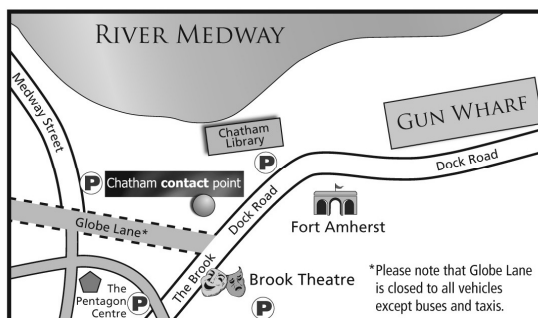 RIVER MEDWAY
Medway Street
GUN WHARF
Chatham
Library
P
Dock Road
P
Chatham contact point
Dock Road
Fort Amherst
Globe Lane*
The Brook
Brook Theatre
The
Pentagon
Centre
P
P
*Please note that Globe Lane
is closed to all vehicles
except buses and taxis.